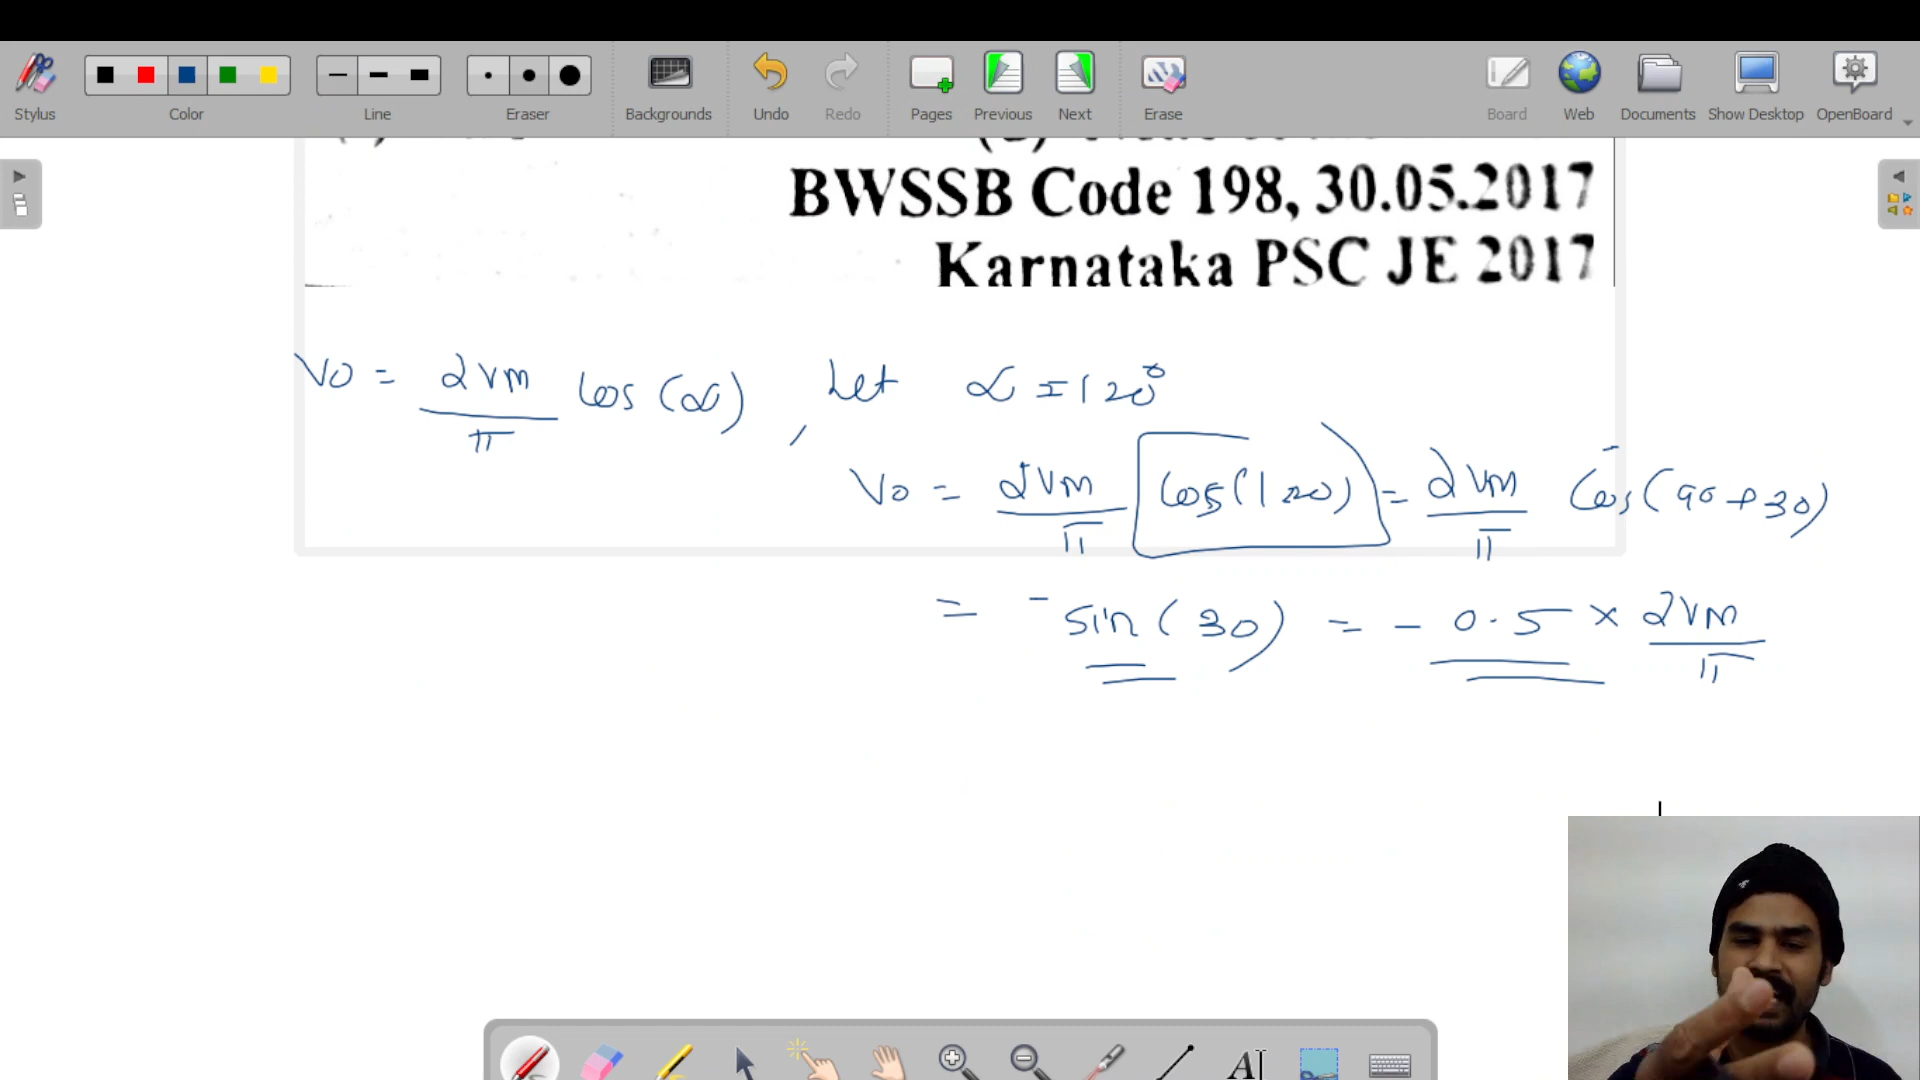 Stylus Color Line Eraser Backgrounds Undo Redo Pages Previous Next Erase Board Web Documents Show Desktop OpenBoard
BWSSB Code 198, 30.05.2017
Karnataka PSC JE 2017
Vo = 2Vm/π cos(α), Let α = 120°
Vo = 2Vm/π cos(120) = 2Vm/π cos(90+30)
= - sin(30) = - 0.5 × 2Vm/π